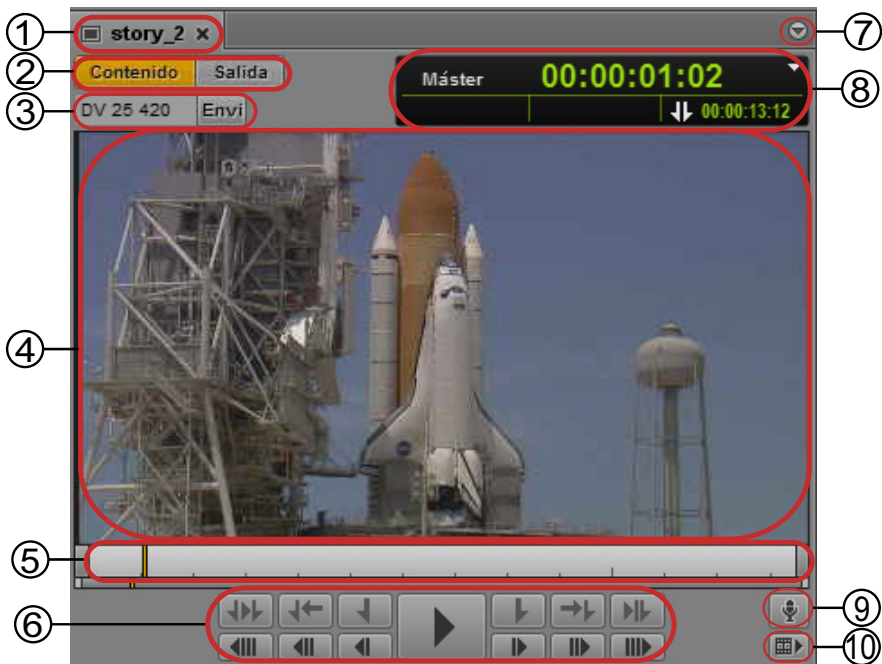 1
story_2 x
7
2
Contenido Salida
Máster 00:00:01:02
8
3
DV 25 420 Envi
00:00:13:12
4
5
6
9
10